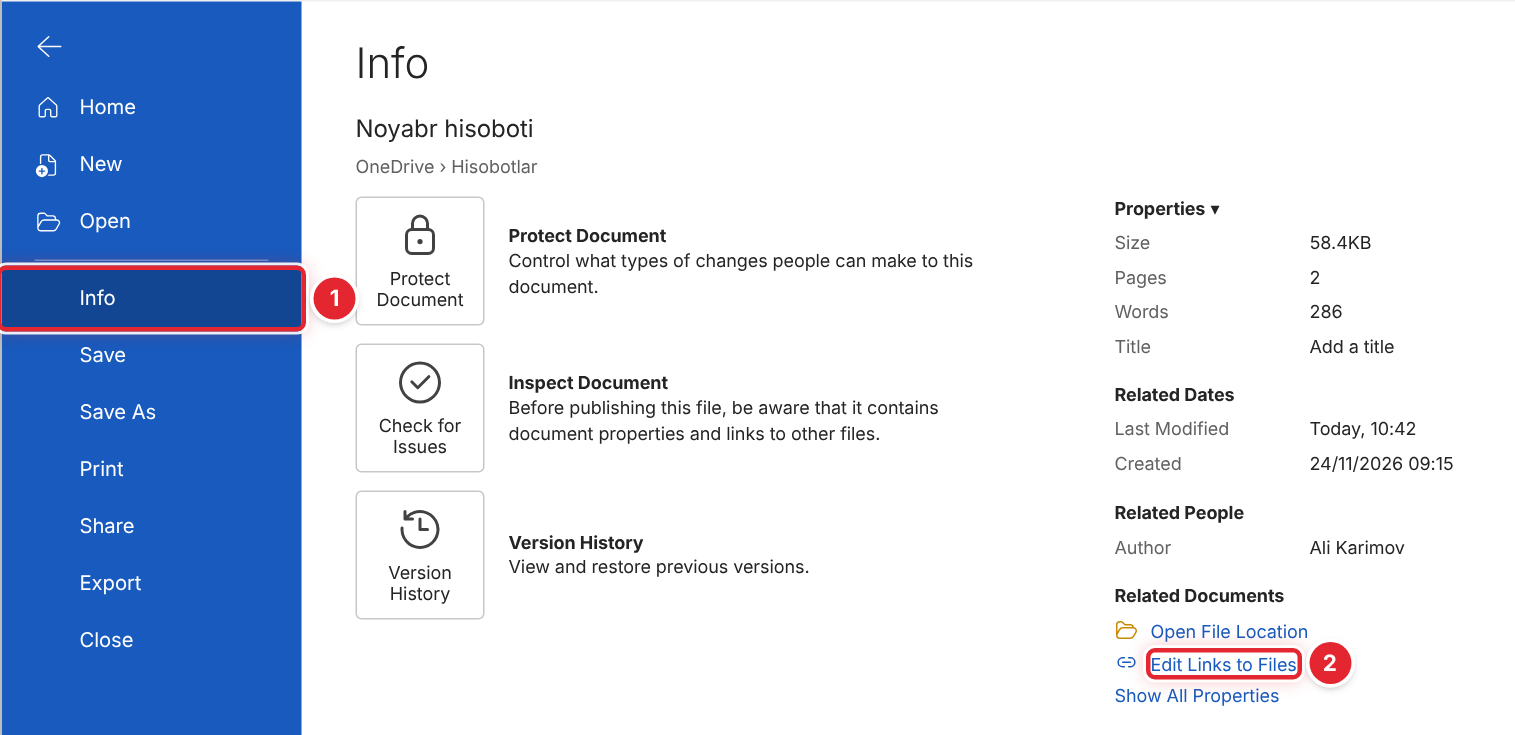 Home
New
Open
Info
1
Save
Save As
Print
Share
Export
Close
Info
Noyabr hisoboti
OneDrive › Hisobotlar
Protect
Document
Protect Document
Control what types of changes people can make to this
document.
Check for
Issues
Inspect Document
Before publishing this file, be aware that it contains
document properties and links to other files.
Version
History
Version History
View and restore previous versions.
Properties ▾
Size 58.4KB
Pages 2
Words 286
Title Add a title
Related Dates
Last Modified Today, 10:42
Created 24/11/2026 09:15
Related People
Author Ali Karimov
Related Documents
Open File Location
Edit Links to Files 2
Show All Properties